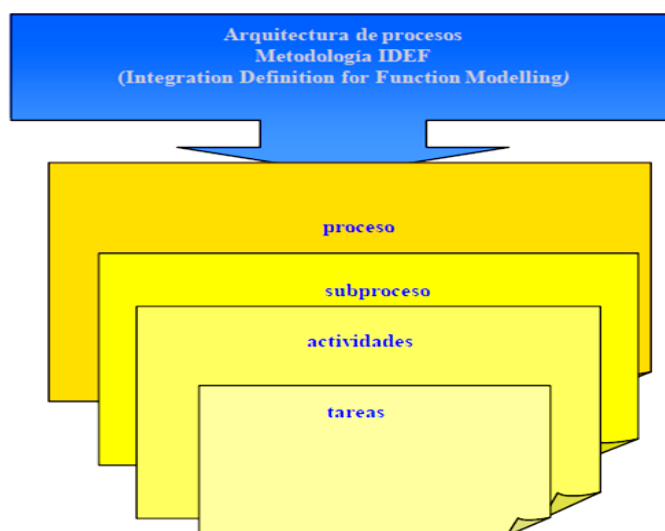 Arquitectura de procesos
Metodología IDEF
(Integration Definition for Function Modelling)
proceso
subproceso
actividades
tareas